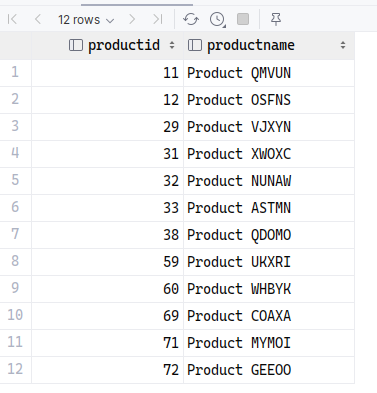 12 rows
productid productname
1 11 Product QMVUN
2 12 Product OSFNS
3 29 Product VJXYN
4 31 Product XWOXC
5 32 Product NUNAW
6 33 Product ASTMN
7 38 Product QDOMO
8 59 Product UKXRI
9 60 Product WHBYK
10 69 Product COAXA
11 71 Product MYMOI
12 72 Product GEEOO